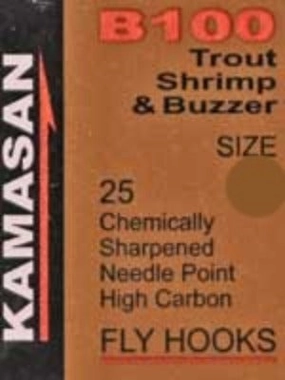 KAMASAN
B100
Trout
Shrimp
& Buzzer
SIZE
25
Chemically
Sharpened
Needle Point
High Carbon
FLY HOOKS